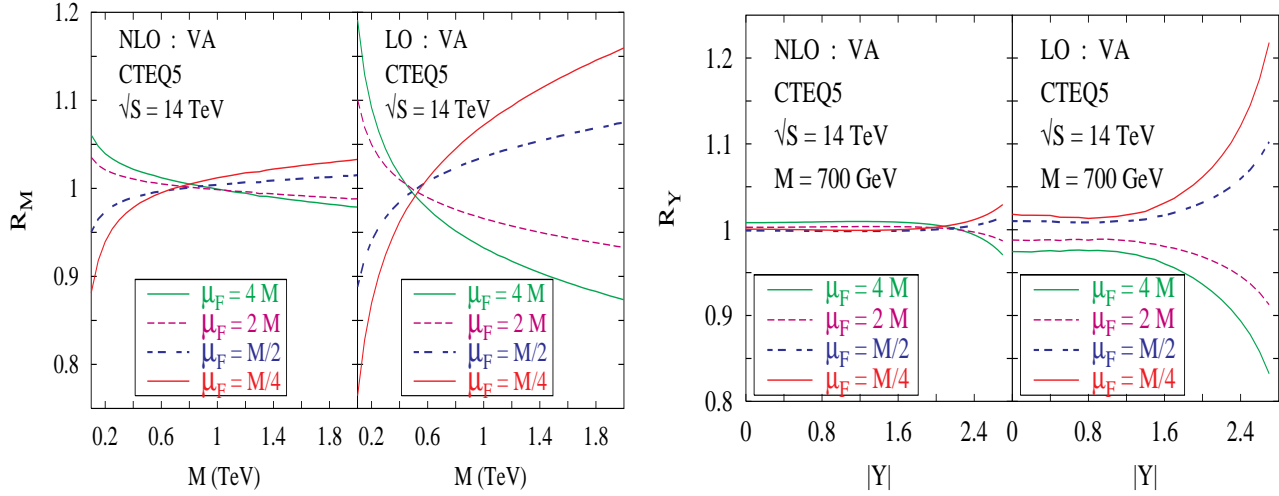 R_M
1.2
1.1
1
0.9
0.8
NLO : VA
CTEQ5
√S = 14 TeV
μ_F = 4 M
μ_F = 2 M
μ_F = M/2
μ_F = M/4
0.2 0.6 1 1.4 1.8
M (TeV)
LO : VA
CTEQ5
√S = 14 TeV
μ_F = 4 M
μ_F = 2 M
μ_F = M/2
μ_F = M/4
0.2 0.6 1 1.4 1.8
M (TeV)
R_Y
1.2
1.1
1
0.9
0.8
NLO : VA
CTEQ5
√S = 14 TeV
M = 700 GeV
μ_F = 4 M
μ_F = 2 M
μ_F = M/2
μ_F = M/4
0 0.8 1.6 2.4
|Y|
LO : VA
CTEQ5
√S = 14 TeV
M = 700 GeV
μ_F = 4 M
μ_F = 2 M
μ_F = M/2
μ_F = M/4
0 0.8 1.6 2.4
|Y|